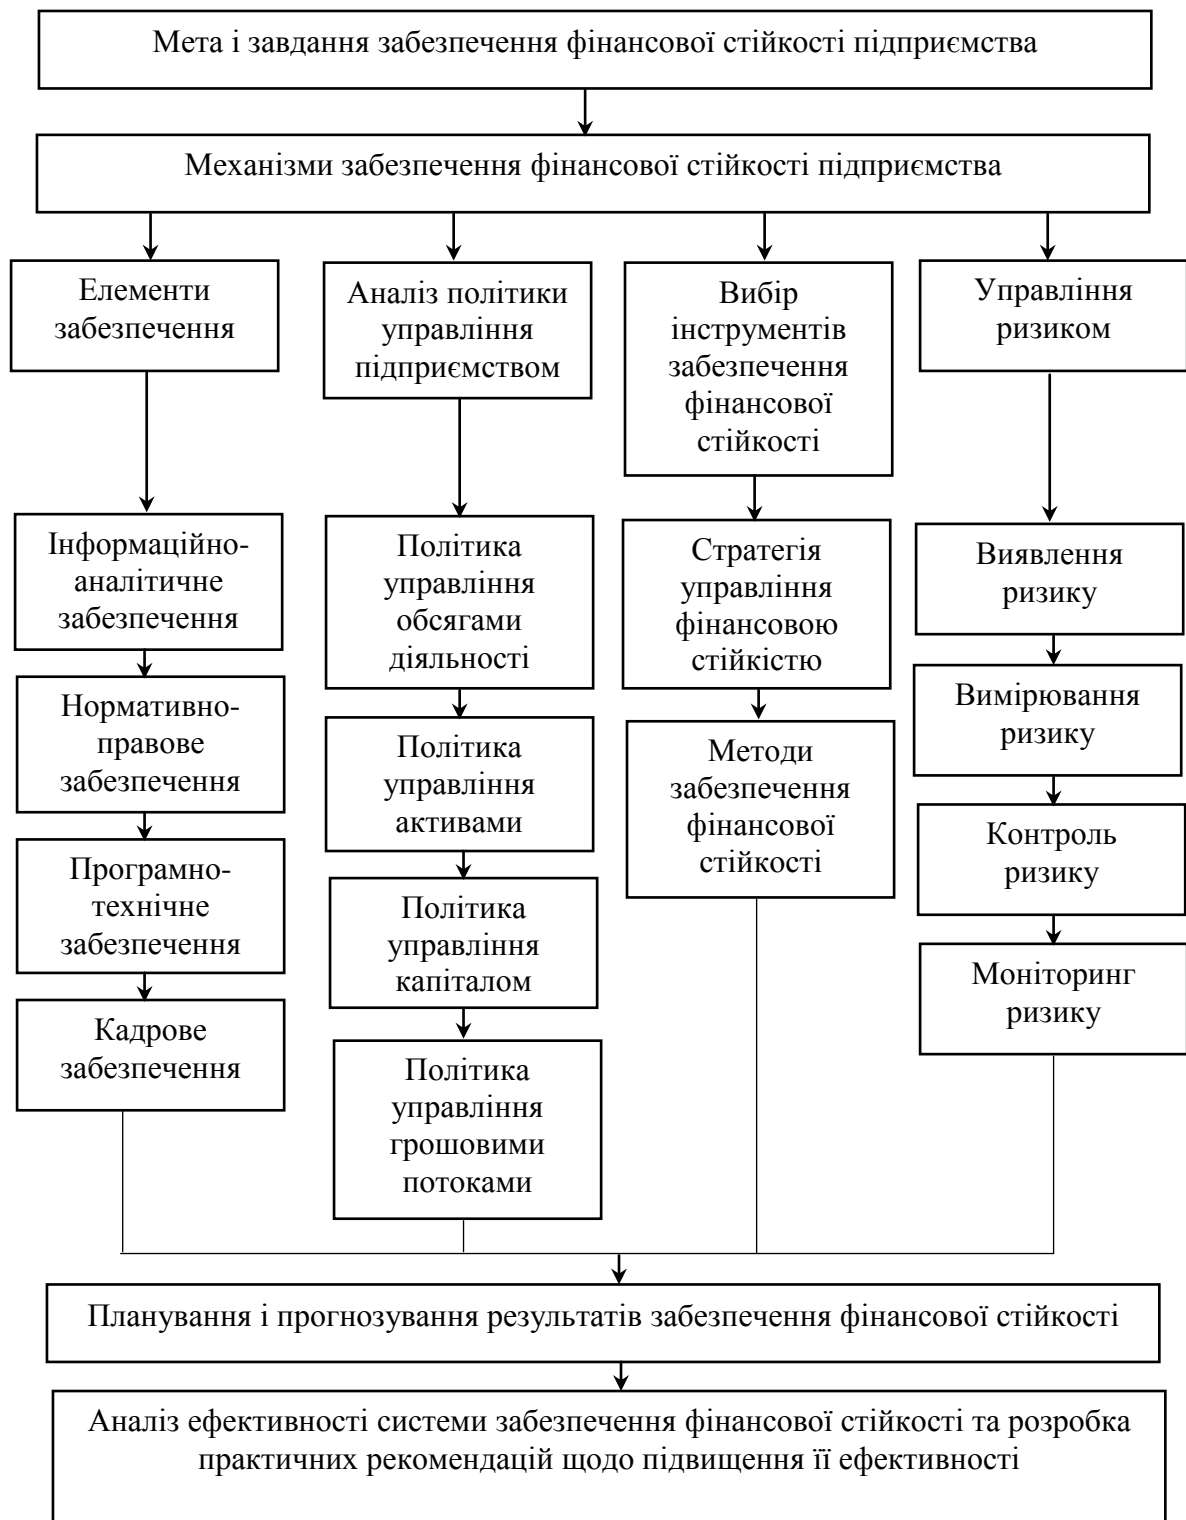 Мета і завдання забезпечення фінансової стійкості підприємства
Механізми забезпечення фінансової стійкості підприємства
Елементи
забезпечення
Аналіз політики
управління
підприємством
Вибір
інструментів
забезпечення
фінансової
стійкості
Управління
ризиком
Інформаційно-
аналітичне
забезпечення
Нормативно-
правове
забезпечення
Програмно-
технічне
забезпечення
Кадрове
забезпечення
Політика
управління
обсягами
діяльності
Політика
управління
активами
Політика
управління
капіталом
Політика
управління
грошовими
потоками
Стратегія
управління
фінансовою
стійкістю
Методи
забезпечення
фінансової
стійкості
Виявлення
ризику
Вимірювання
ризику
Контроль
ризику
Моніторинг
ризику
Планування і прогнозування результатів забезпечення фінансової стійкості
Аналіз ефективності системи забезпечення фінансової стійкості та розробка
практичних рекомендацій щодо підвищення її ефективності